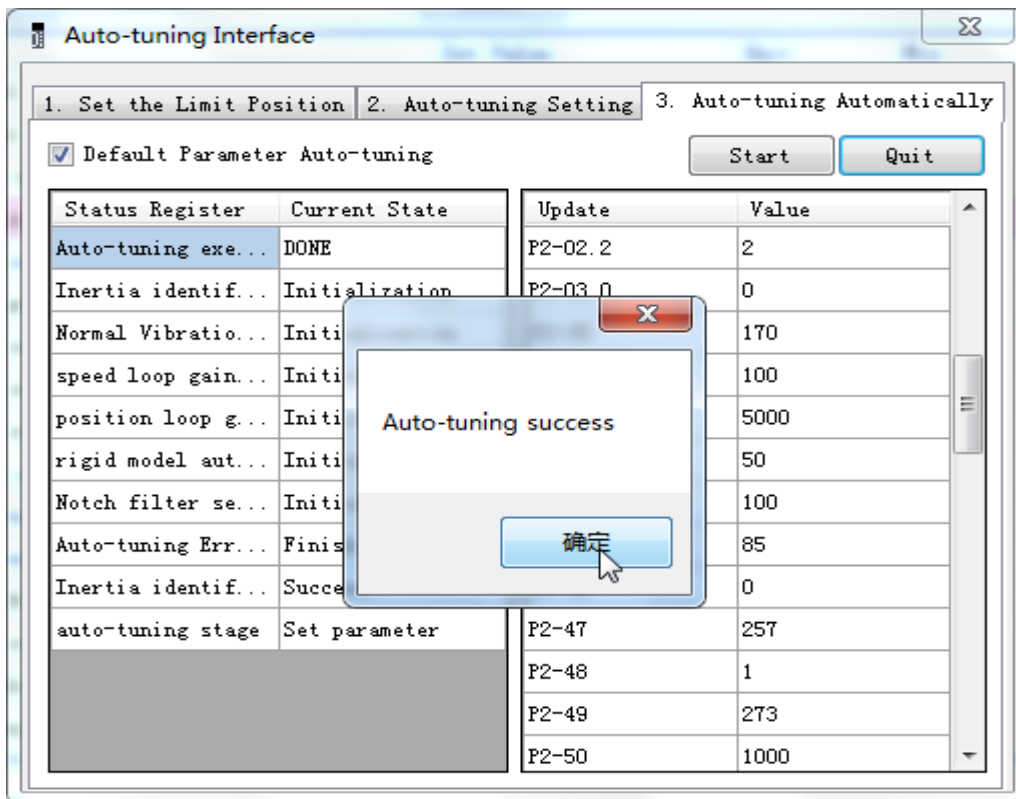 Auto-tuning Interface
1. Set the Limit Position 2. Auto-tuning Setting 3. Auto-tuning Automatically
Default Parameter Auto-tuning Start Quit
Status Register Current State Update Value
Auto-tuning exe... DONE P2-02.2 2
Inertia identif... Initialization P2-03.0 0
Normal Vibratio... Initi 170
speed loop gain... Initi 100
position loop g... Initi 5000
rigid model aut... Initi 50
Notch filter se... Initi 100
Auto-tuning Err... Finis 85
Inertia identif... Succe 0
auto-tuning stage Set parameter P2-47 257
P2-48 1
P2-49 273
P2-50 1000
Auto-tuning success
确定